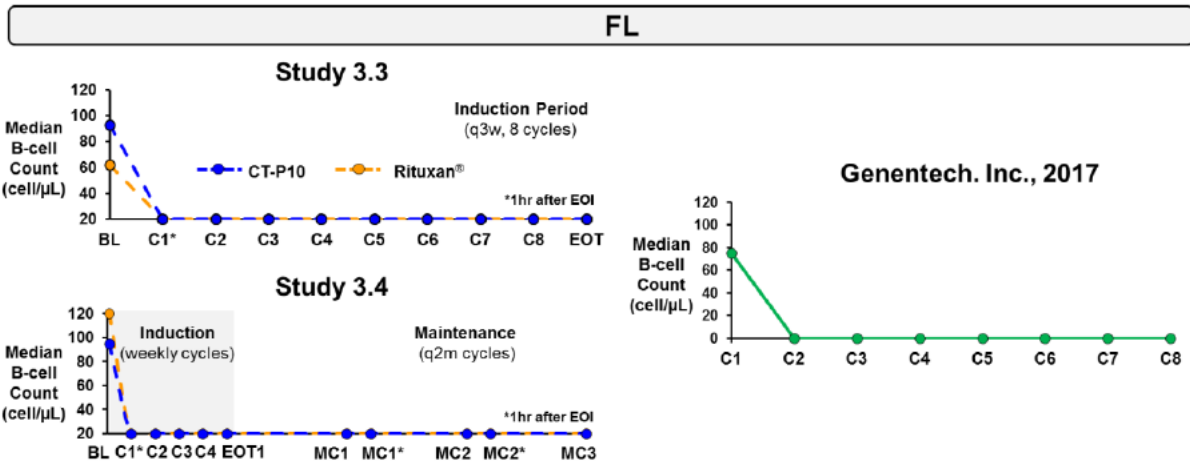 FL
Study 3.3
Median
B-cell
Count
(cell/µL)
120
100
80
60
40
20
Induction Period
(q3w, 8 cycles)
CT-P10 Rituxan®
*1hr after EOI
BL C1* C2 C3 C4 C5 C6 C7 C8 EOT
Study 3.4
Median
B-cell
Count
(cell/µL)
120
100
80
60
40
20
Induction
(weekly cycles)
Maintenance
(q2m cycles)
*1hr after EOI
BL C1* C2 C3 C4 EOT1 MC1 MC1* MC2 MC2* MC3
Genentech. Inc., 2017
Median
B-cell
Count
(cell/µL)
120
100
80
60
40
20
0
C1 C2 C3 C4 C5 C6 C7 C8